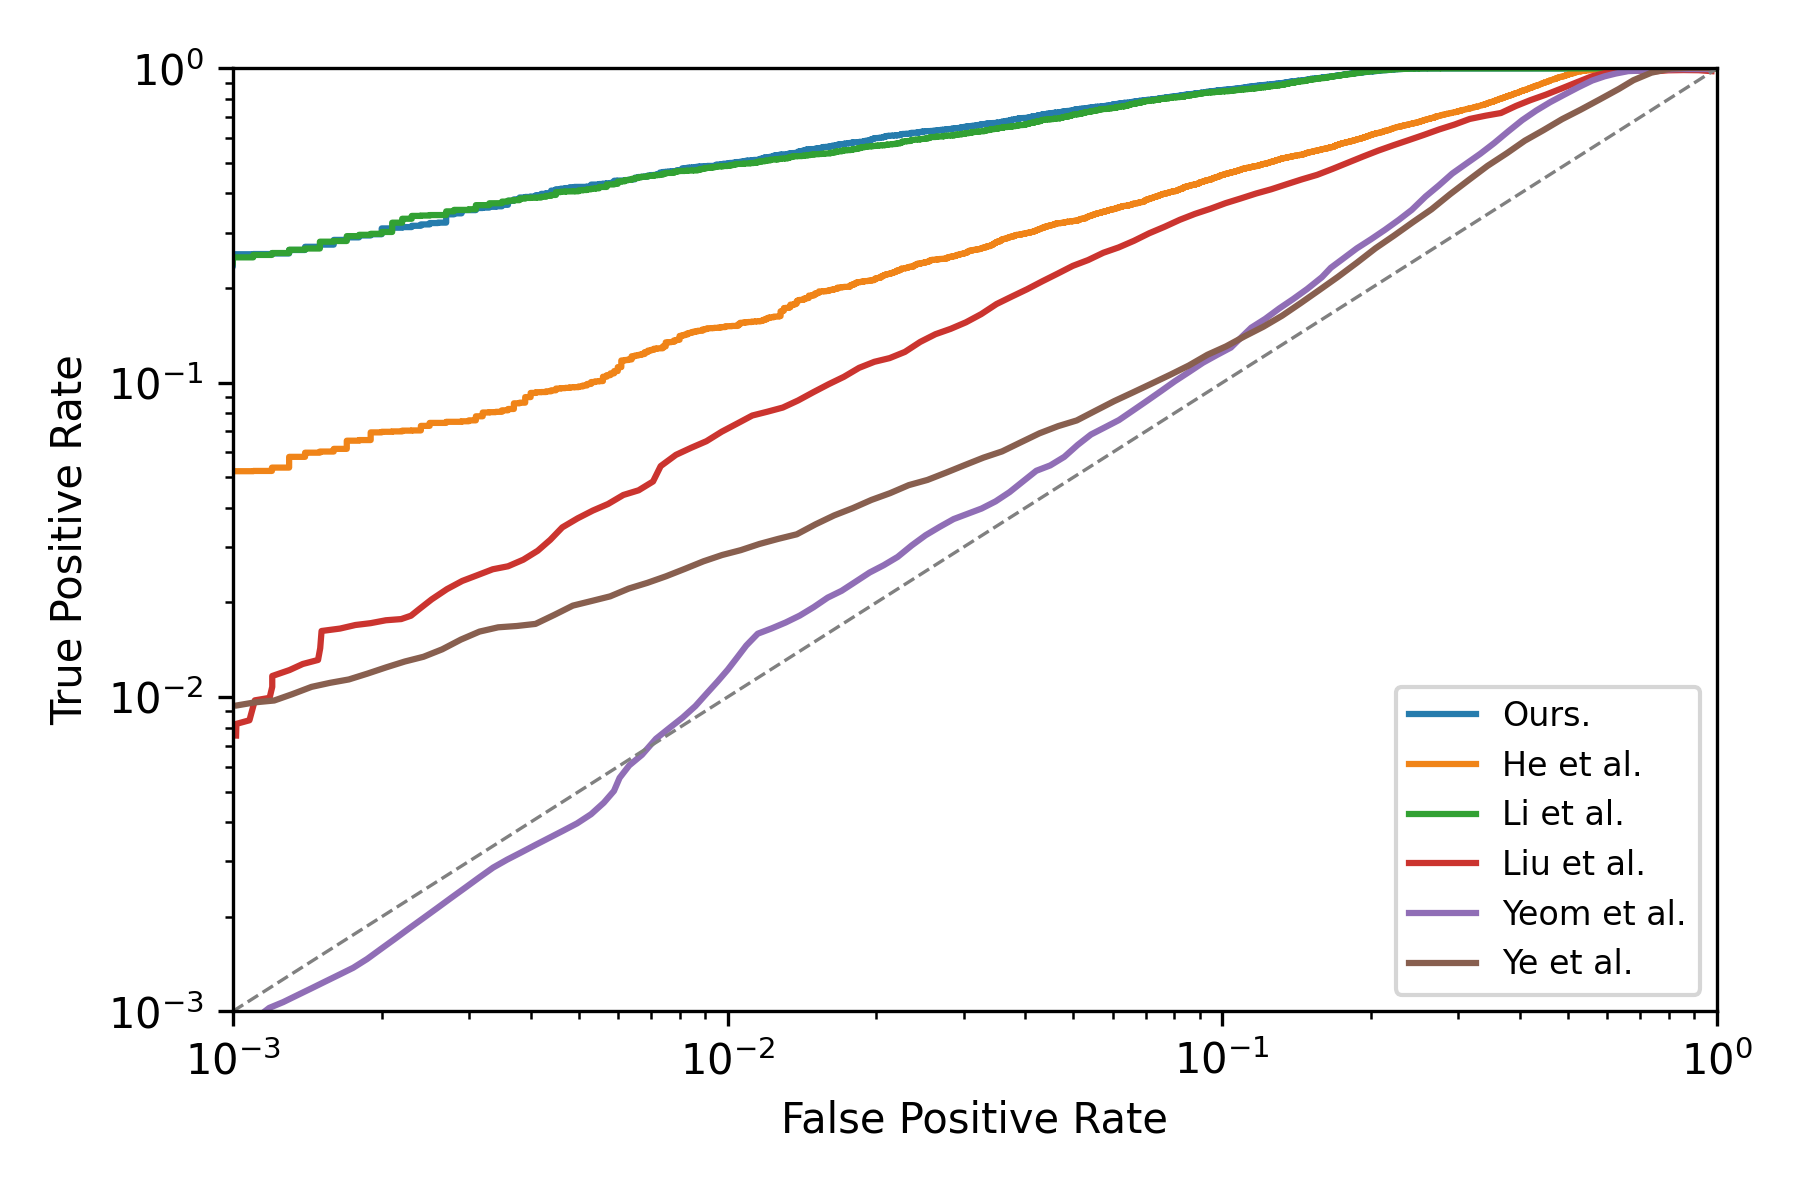 10⁰
10⁻¹
10⁻²
10⁻³
True Positive Rate
10⁻³ 10⁻² 10⁻¹ 10⁰
False Positive Rate
Ours.
He et al.
Li et al.
Liu et al.
Yeom et al.
Ye et al.